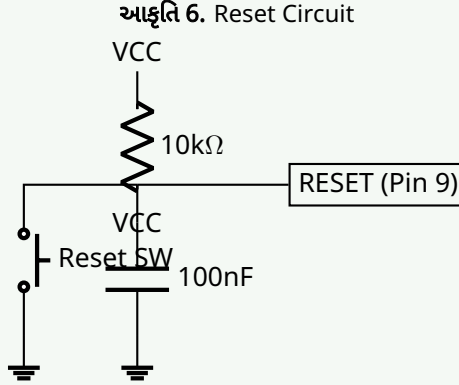 આકૃતિ 6. Reset Circuit
VCC
10kΩ
RESET (Pin 9)
VCC
Reset SW
100nF